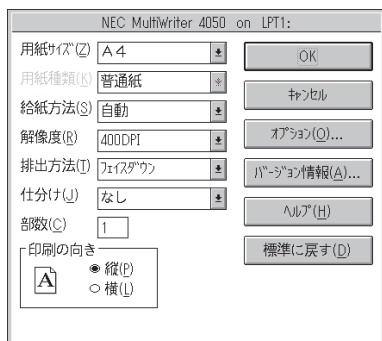 NEC MultiWriter 4050 on LPT1:
用紙ｻｲｽﾞ(Z) A4
用紙種類(K) 普通紙
給紙方法(S) 自動
解像度(R) 400DPI
排出方法(T) ﾌｪｲｽﾀﾞｳﾝ
仕分け(J) なし
部数(C) 1
印刷の向き
A
縦(P)
横(L)
OK
ｷｬﾝｾﾙ
ｵﾌﾟｼｮﾝ(O)...
ﾊﾞｰｼﾞｮﾝ情報(A)...
ﾍﾙﾌﾟ(H)
標準に戻す(D)